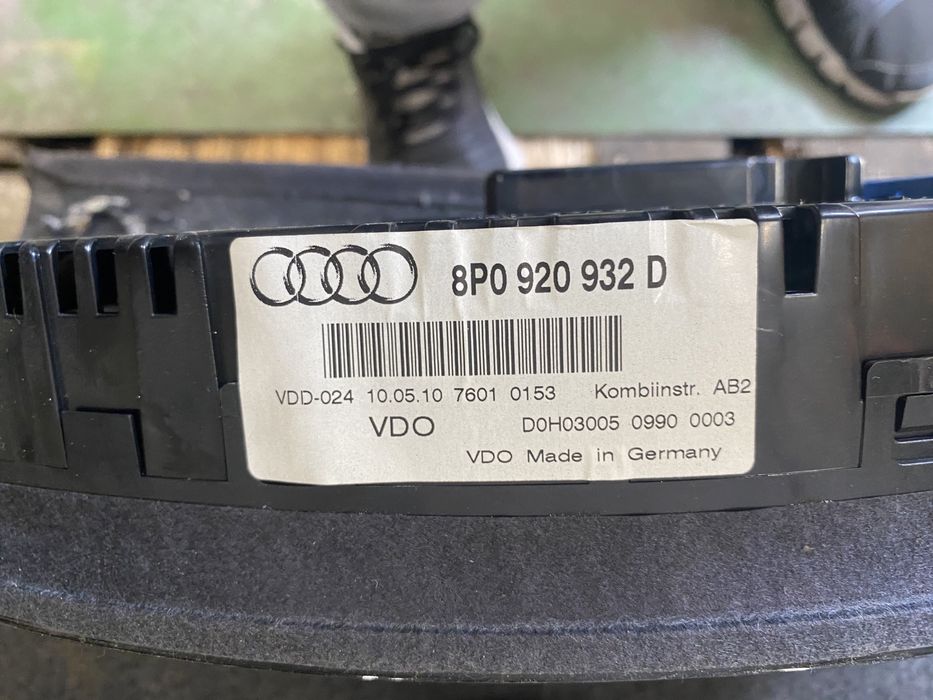 8P0 920 932 D
VDD-024 10.05.10 7601 0153 Kombiinstr. AB2
VDO D0H03005 0990 0003
VDO Made in Germany